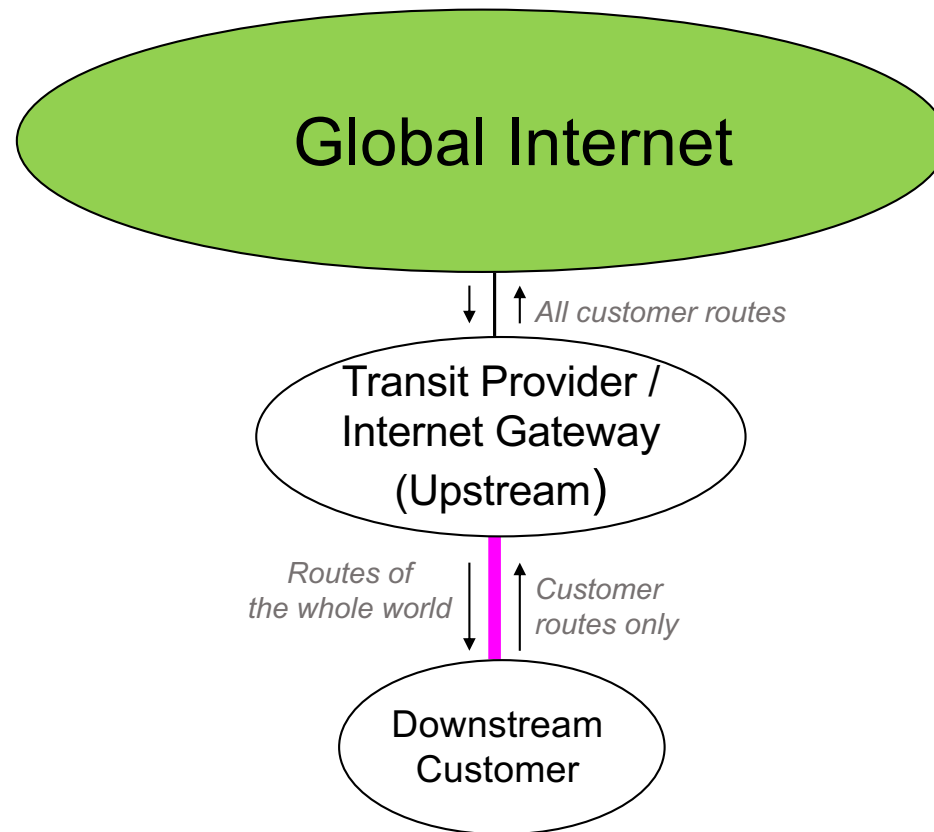 Global Internet
All customer routes
Transit Provider /
Internet Gateway
(Upstream)
Routes of
the whole world
Customer
routes only
Downstream
Customer